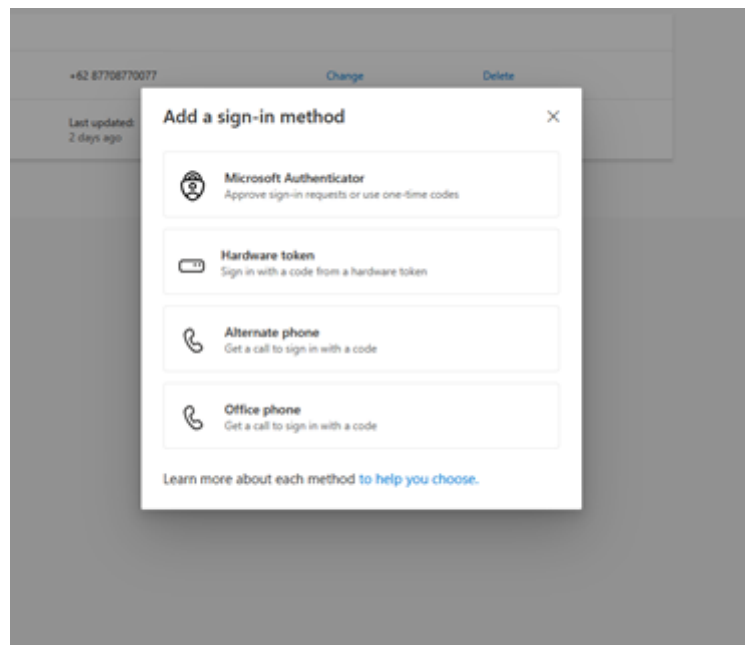 +62 87708770077 Change Delete
Last updated:
2 days ago
Add a sign-in method
Microsoft Authenticator
Approve sign-in requests or use one-time codes
Hardware token
Sign in with a code from a hardware token
Alternate phone
Get a call to sign in with a code
Office phone
Get a call to sign in with a code
Learn more about each method to help you choose.